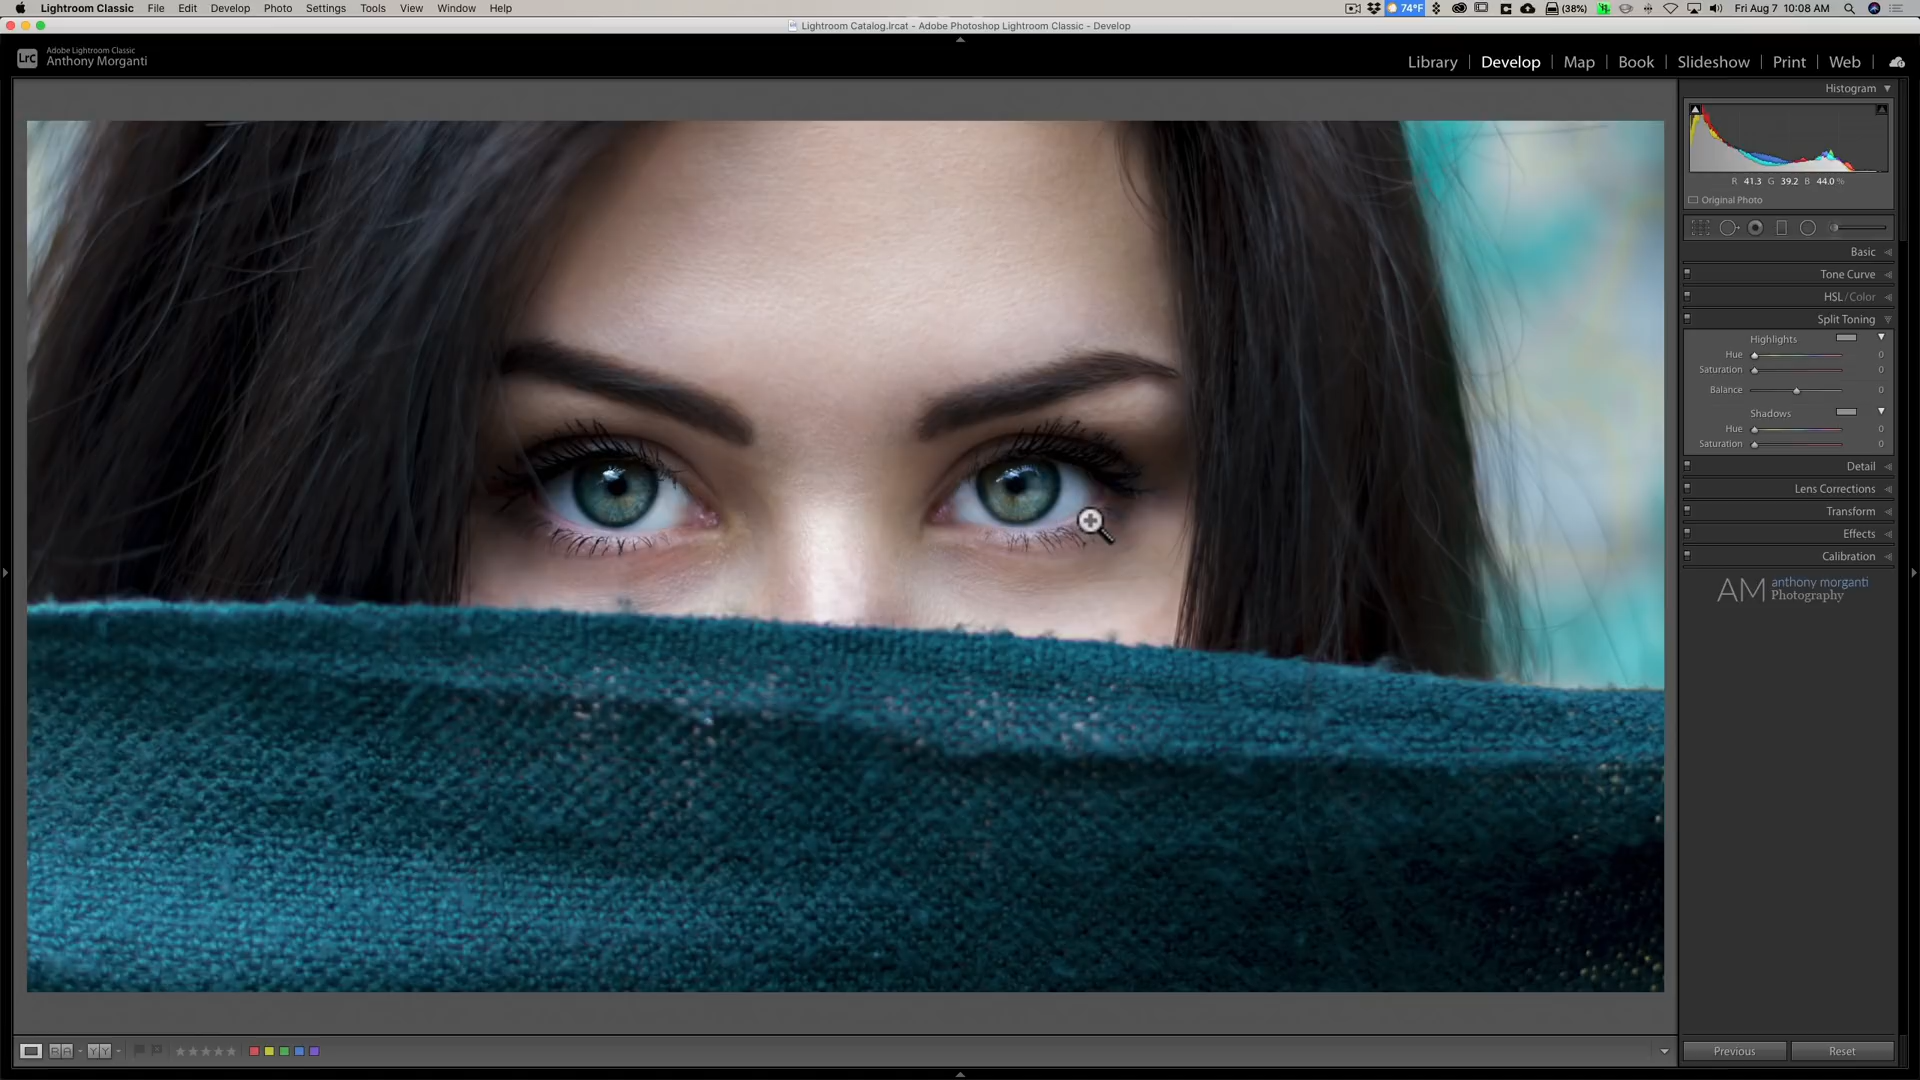 Lightroom Classic File Edit Develop Photo Settings Tools View Window Help 74°F (38%) Fri Aug 7 10:08 AM
Lightroom Catalog.lrcat - Adobe Photoshop Lightroom Classic - Develop
LrC
Adobe Lightroom Classic
Anthony Morganti
Library | Develop | Map | Book | Slideshow | Print | Web
Histogram
R 41.3 G 39.2 B 44.0 %
Original Photo
Basic
Tone Curve
HSL / Color
Split Toning
Highlights
Hue 0
Saturation 0
Balance 0
Shadows
Hue 0
Saturation 0
Detail
Lens Corrections
Transform
Effects
Calibration
AM anthony morganti
Photography
RA YY
Previous Reset